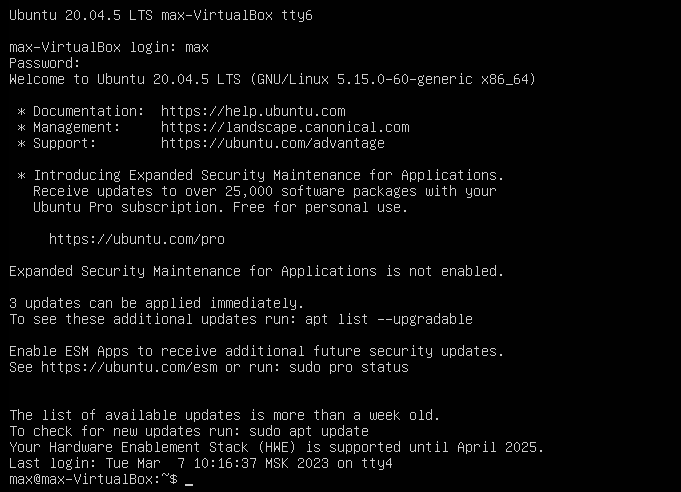 Ubuntu 20.04.5 LTS max-VirtualBox tty6
max-VirtualBox login: max
Password:
Welcome to Ubuntu 20.04.5 LTS (GNU/Linux 5.15.0-60-generic x86_64)
* Documentation:  https://help.ubuntu.com
* Management:     https://landscape.canonical.com
* Support:        https://ubuntu.com/advantage
* Introducing Expanded Security Maintenance for Applications.
Receive updates to over 25,000 software packages with your
Ubuntu Pro subscription. Free for personal use.
https://ubuntu.com/pro
Expanded Security Maintenance for Applications is not enabled.
3 updates can be applied immediately.
To see these additional updates run: apt list --upgradable
Enable ESM Apps to receive additional future security updates.
See https://ubuntu.com/esm or run: sudo pro status
The list of available updates is more than a week old.
To check for new updates run: sudo apt update
Your Hardware Enablement Stack (HWE) is supported until April 2025.
Last login: Tue Mar  7 10:16:37 MSK 2023 on tty4
max@max-VirtualBox:~$ _